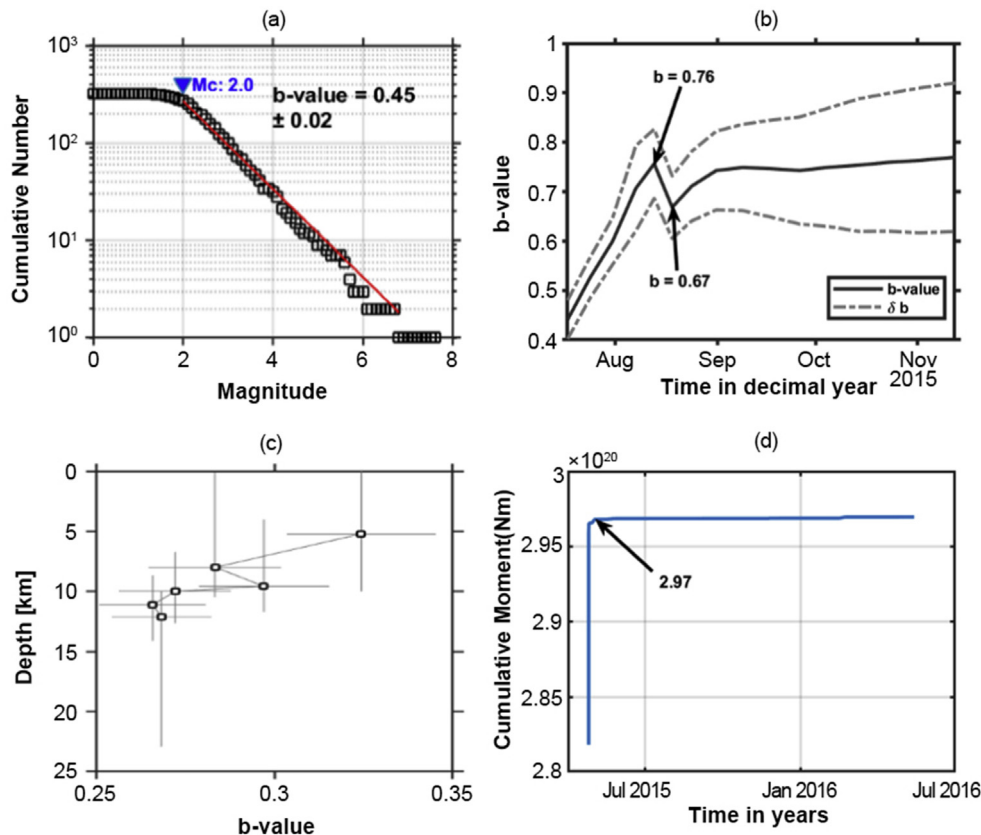 (a)
10³
10²
10¹
10⁰
Cumulative Number
Mc: 2.0
b-value = 0.45
± 0.02
0 2 4 6 8
Magnitude
(b)
1
0.9
0.8
0.7
0.6
0.5
0.4
b-value
b = 0.76
b = 0.67
b-value
δ b
Aug Sep Oct Nov
2015
Time in decimal year
(c)
0
5
10
15
20
25
Depth [km]
0.25 0.3 0.35
b-value
(d)
×10²⁰
3
2.95
2.9
2.85
2.8
Cumulative Moment(Nm)
2.97
Jul 2015 Jan 2016 Jul 2016
Time in years